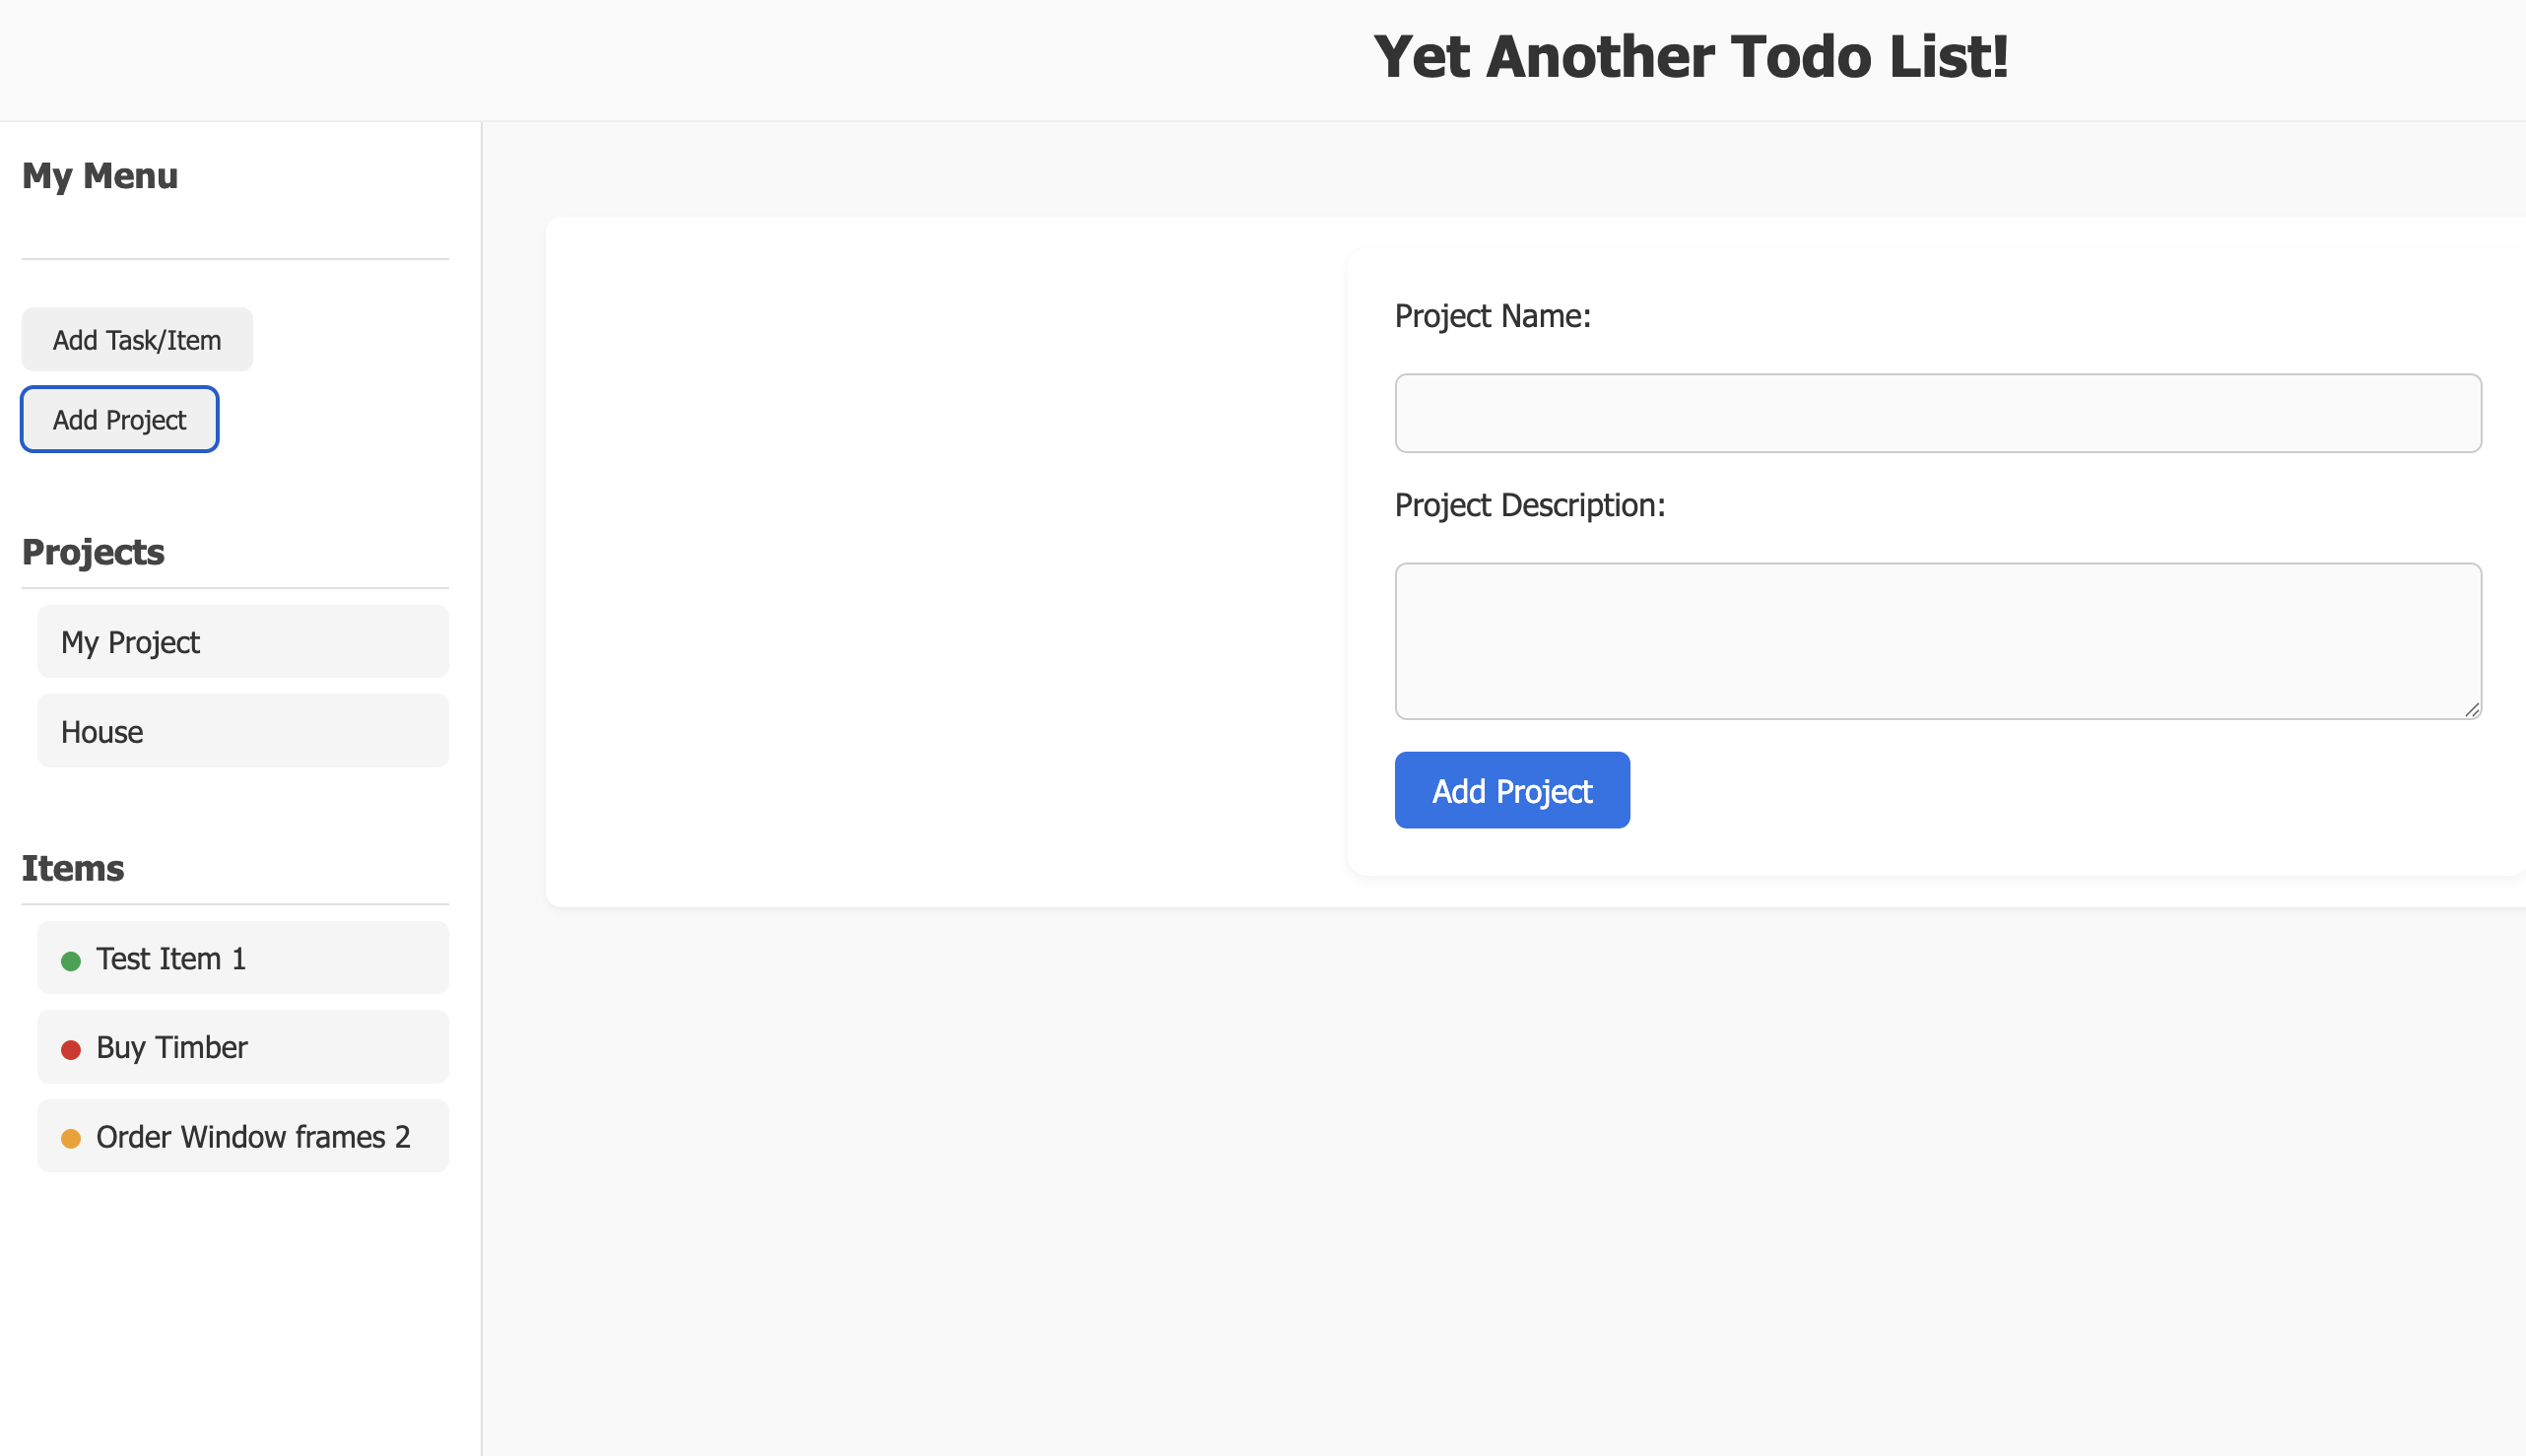 Yet Another Todo List!
My Menu
Add Task/Item
Add Project
Projects
My Project
House
Items
Test Item 1
Buy Timber
Order Window frames 2
Project Name:
Project Description:
Add Project